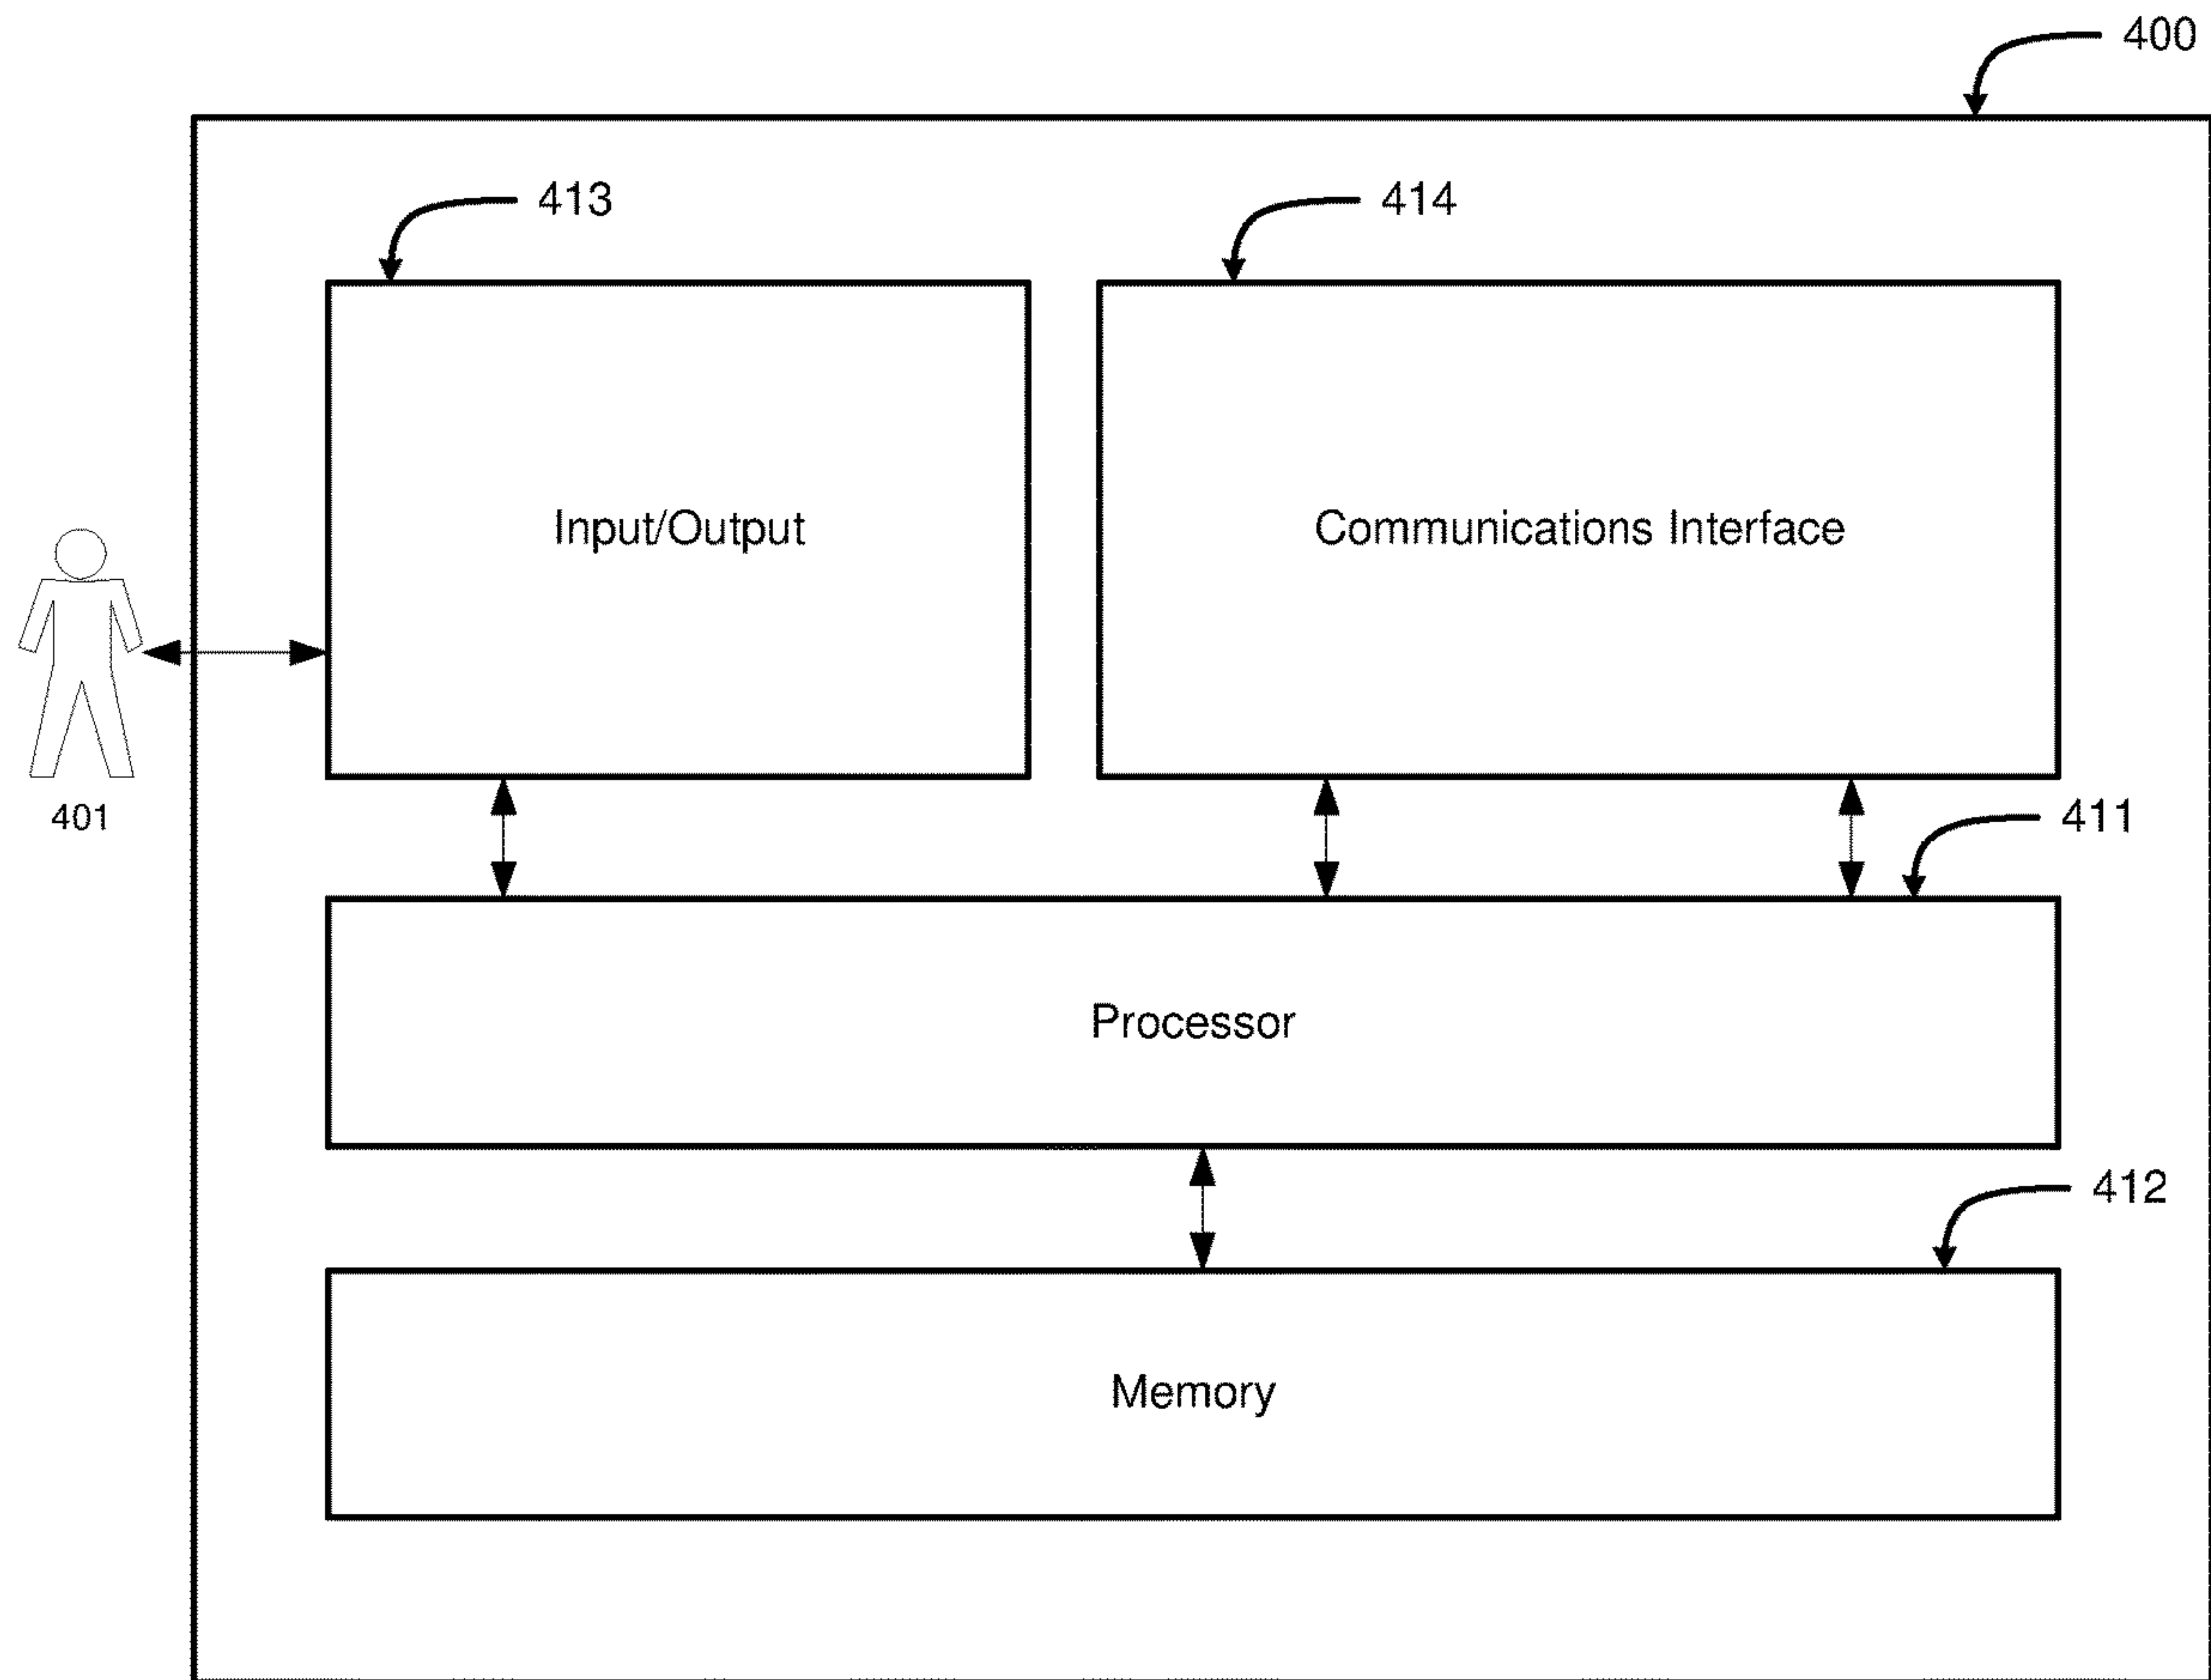 400
413
414
Input/Output
Communications Interface
401
411
Processor
412
Memory